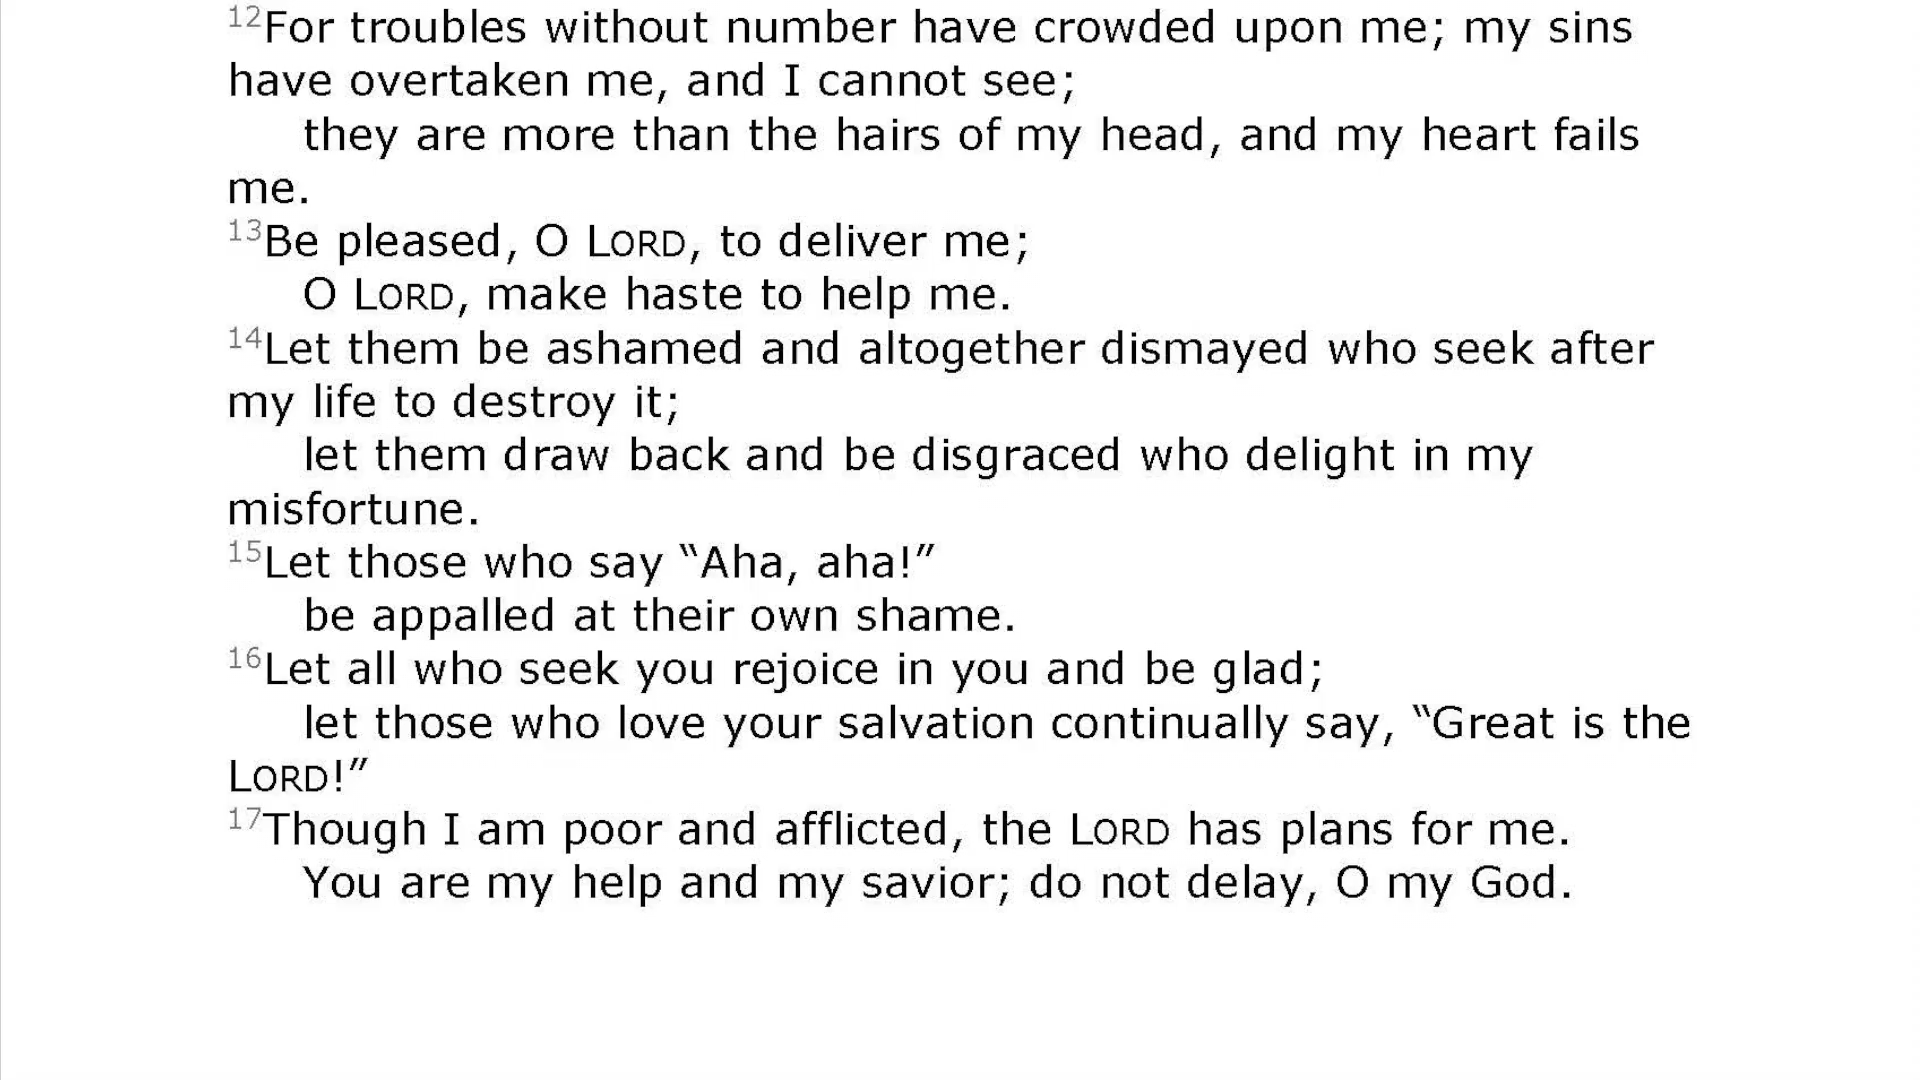 12For troubles without number have crowded upon me; my sins
have overtaken me, and I cannot see;
they are more than the hairs of my head, and my heart fails
me.
13Be pleased, O LORD, to deliver me;
O LORD, make haste to help me.
14Let them be ashamed and altogether dismayed who seek after
my life to destroy it;
let them draw back and be disgraced who delight in my
misfortune.
15Let those who say “Aha, aha!”
be appalled at their own shame.
16Let all who seek you rejoice in you and be glad;
let those who love your salvation continually say, “Great is the
LORD!”
17Though I am poor and afflicted, the LORD has plans for me.
You are my help and my savior; do not delay, O my God.